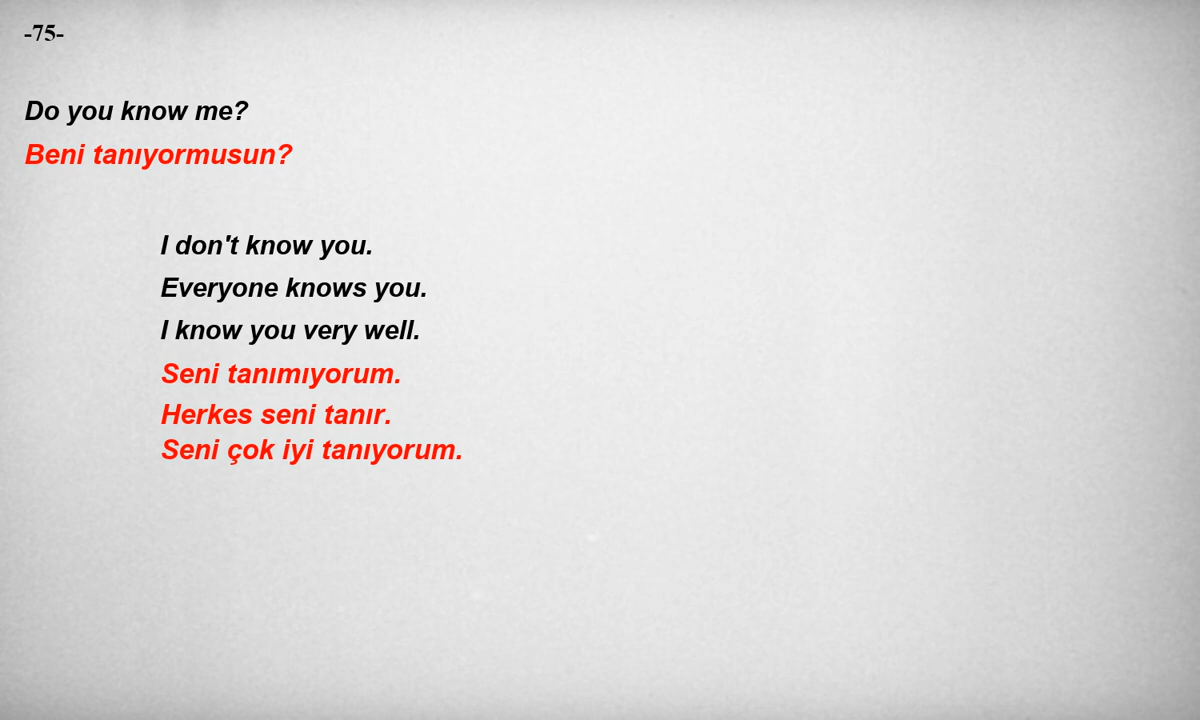 -75-
Do you know me?
Beni tanıyormusun?
I don't know you.
Everyone knows you.
I know you very well.
Seni tanımıyorum.
Herkes seni tanır.
Seni çok iyi tanıyorum.